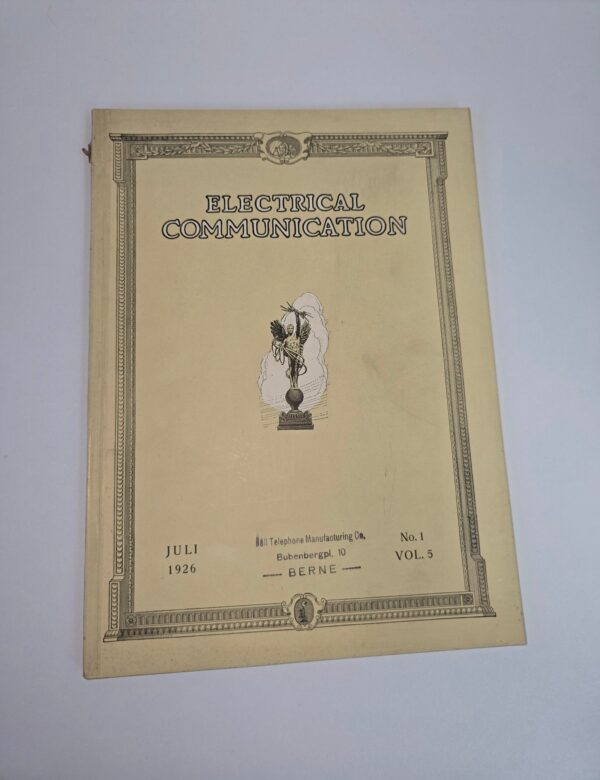 ELECTRICAL
COMMUNICATION
JULI
1926
Bell Telephone Manufacturing Co.
Bubenbergpl. 10
BERNE
No. 1
VOL. 5